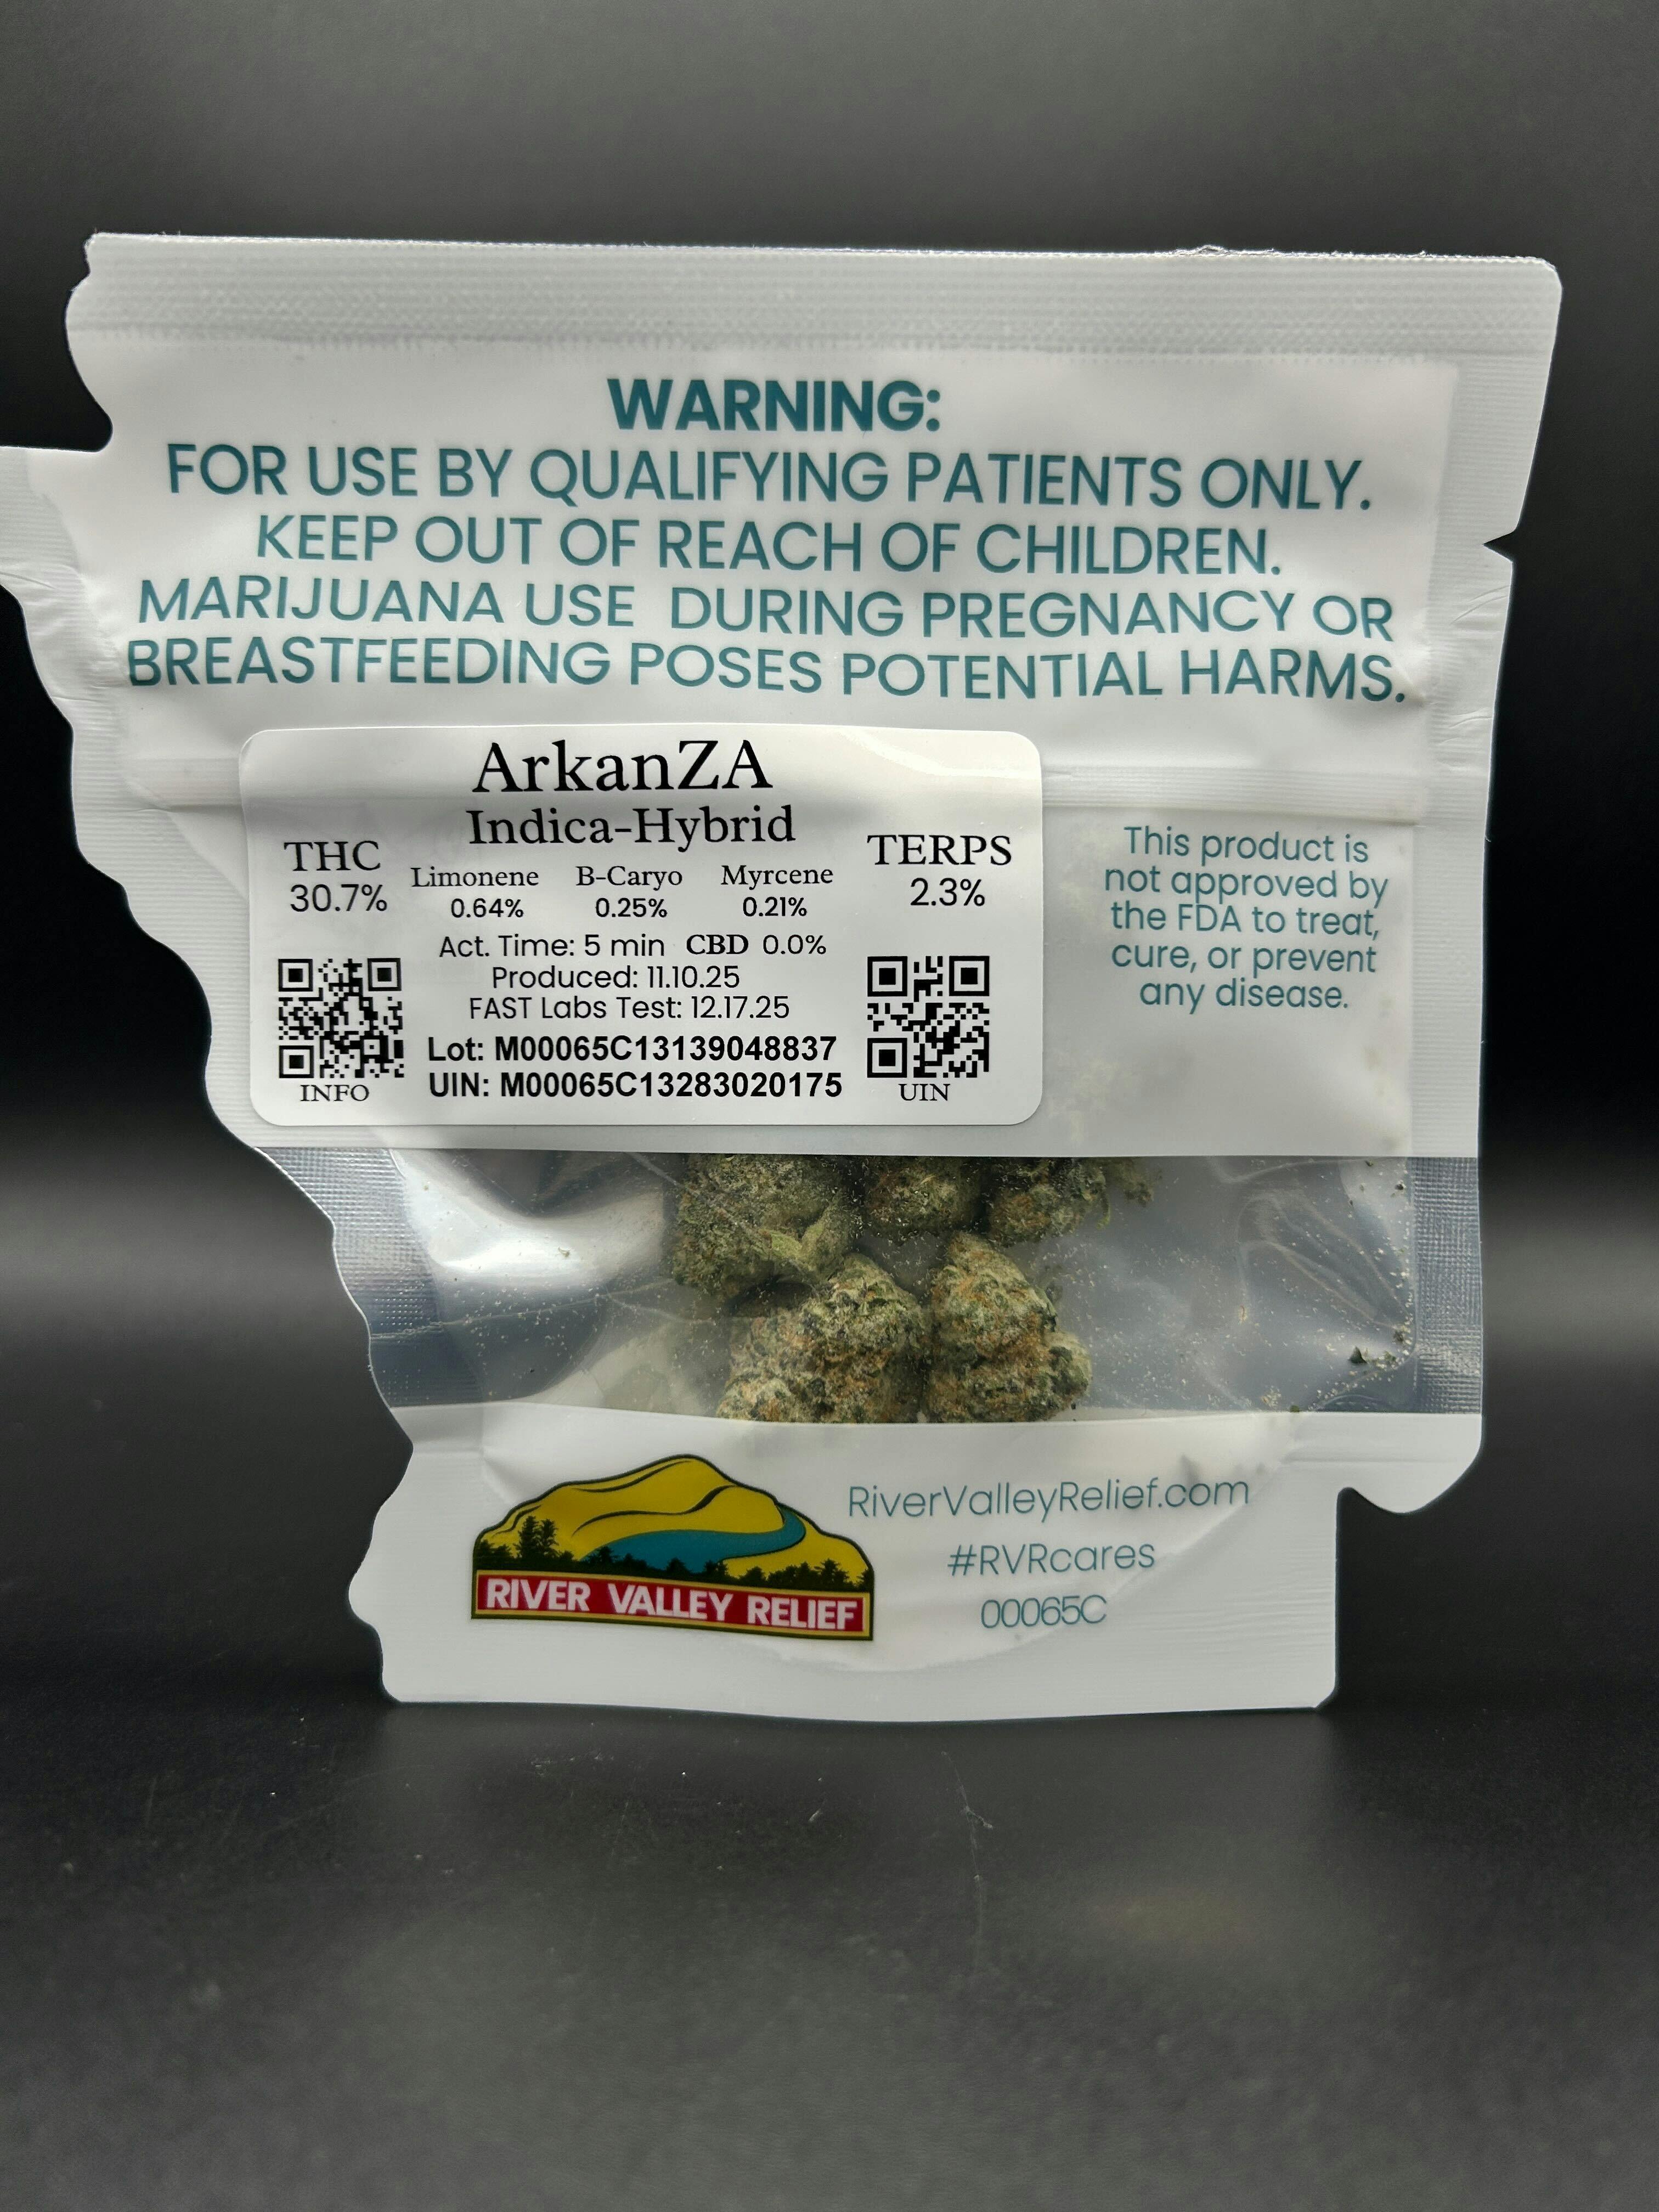 WARNING:
FOR USE BY QUALIFYING PATIENTS ONLY.
KEEP OUT OF REACH OF CHILDREN.
MARIJUANA USE DURING PREGNANCY OR
BREASTFEEDING POSES POTENTIAL HARMS.
ArkanZA
Indica-Hybrid
THC
30.7%
Limonene B-Caryo Myrcene
0.64% 0.25% 0.21%
TERPS
2.3%
Act. Time: 5 min CBD 0.0%
Produced: 11.10.25
FAST Labs Test: 12.17.25
Lot: M00065C13139048837
UIN: M00065C13283020175
INFO
UIN
This product is
not approved by
the FDA to treat,
cure, or prevent
any disease.
RIVER VALLEY RELIEF
RiverValleyRelief.com
#RVRcares
00065C